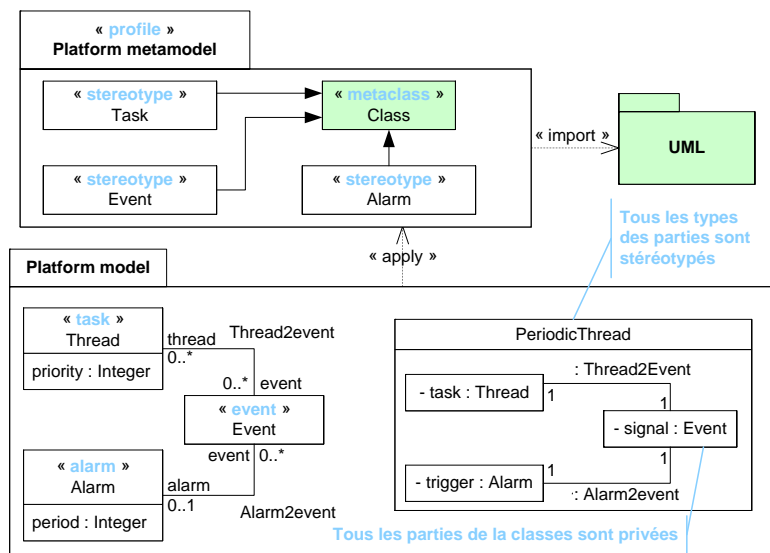 « profile »
Platform metamodel
« stereotype »
Task
« metaclass »
Class
« import »
UML
« stereotype »
Event
« stereotype »
Alarm
Tous les types
des parties sont
stéréotypés
« apply »
Platform model
« task »
Thread
priority : Integer
thread
0..*
Thread2event
0..*
event
« event »
Event
event
0..*
« alarm »
Alarm
period : Integer
alarm
0..1
Alarm2event
PeriodicThread
: Thread2Event
- task : Thread
1
1
- signal : Event
1
1
- trigger : Alarm
: Alarm2event
Tous les parties de la classes sont privées